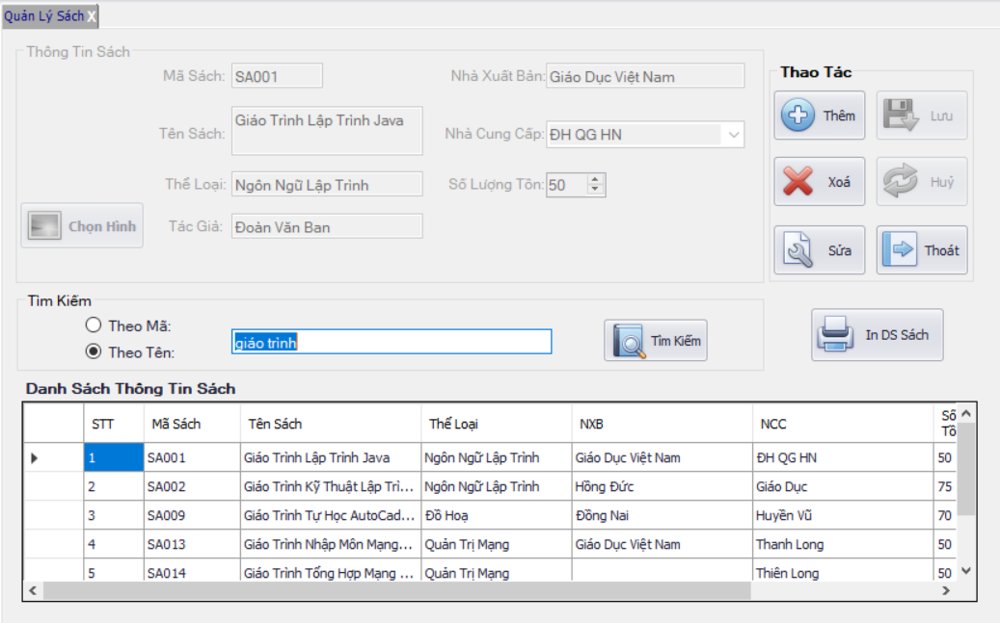 Quản Lý Sách X
Thông Tin Sách
Mã Sách: SA001
Tên Sách: Giáo Trình Lập Trình Java
Thể Loại: Ngôn Ngữ Lập Trình
Chọn Hình
Tác Giả: Đoàn Văn Ban
Nhà Xuất Bản: Giáo Dục Việt Nam
Nhà Cung Cấp: ĐH QG HN
Số Lượng Tồn: 50
Thao Tác
Thêm Lưu
Xoá Huỷ
Sửa Thoát
Tìm Kiếm
Theo Mã:
Theo Tên:
giáo trình
Tìm Kiếm
In DS Sách
Danh Sách Thông Tin Sách
STT Mã Sách Tên Sách Thể Loại NXB NCC Số
Tồ
1 SA001 Giáo Trình Lập Trình Java Ngôn Ngữ Lập Trình Giáo Dục Việt Nam ĐH QG HN 50
2 SA002 Giáo Trình Kỹ Thuật Lập Trì... Ngôn Ngữ Lập Trình Hồng Đức Giáo Dục 75
3 SA009 Giáo Trình Tự Học AutoCad... Đồ Hoạ Đồng Nai Huyền Vũ 70
4 SA013 Giáo Trình Nhập Môn Mạng... Quản Trị Mạng Giáo Dục Việt Nam Thanh Long 50
5 SA014 Giáo Trình Tổng Hợp Mạng ... Quản Trị Mạng Thiên Long 50